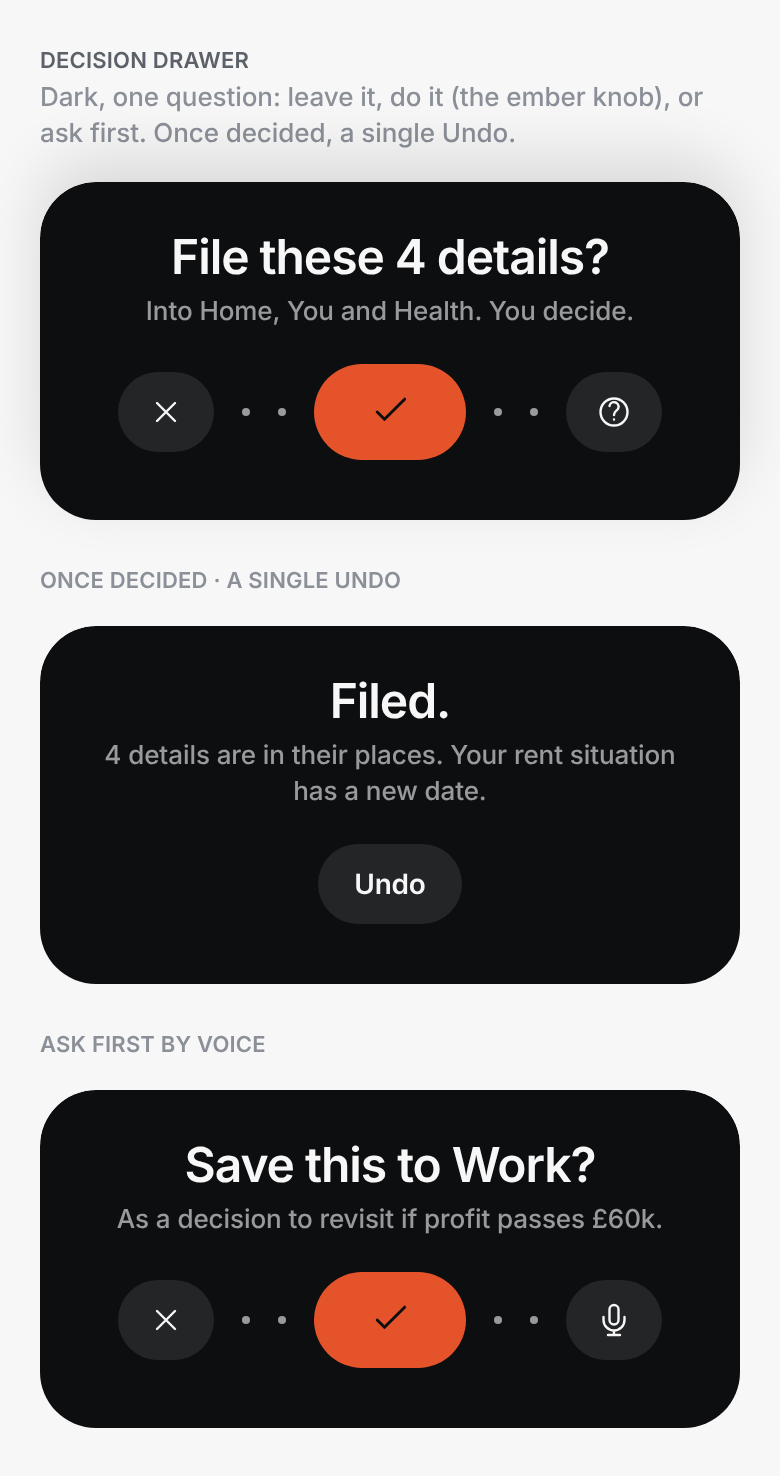 DECISION DRAWER
Dark, one question: leave it, do it (the ember knob), or
ask first. Once decided, a single Undo.
File these 4 details?
Into Home, You and Health. You decide.
ONCE DECIDED · A SINGLE UNDO
Filed.
4 details are in their places. Your rent situation
has a new date.
Undo
ASK FIRST BY VOICE
Save this to Work?
As a decision to revisit if profit passes £60k.